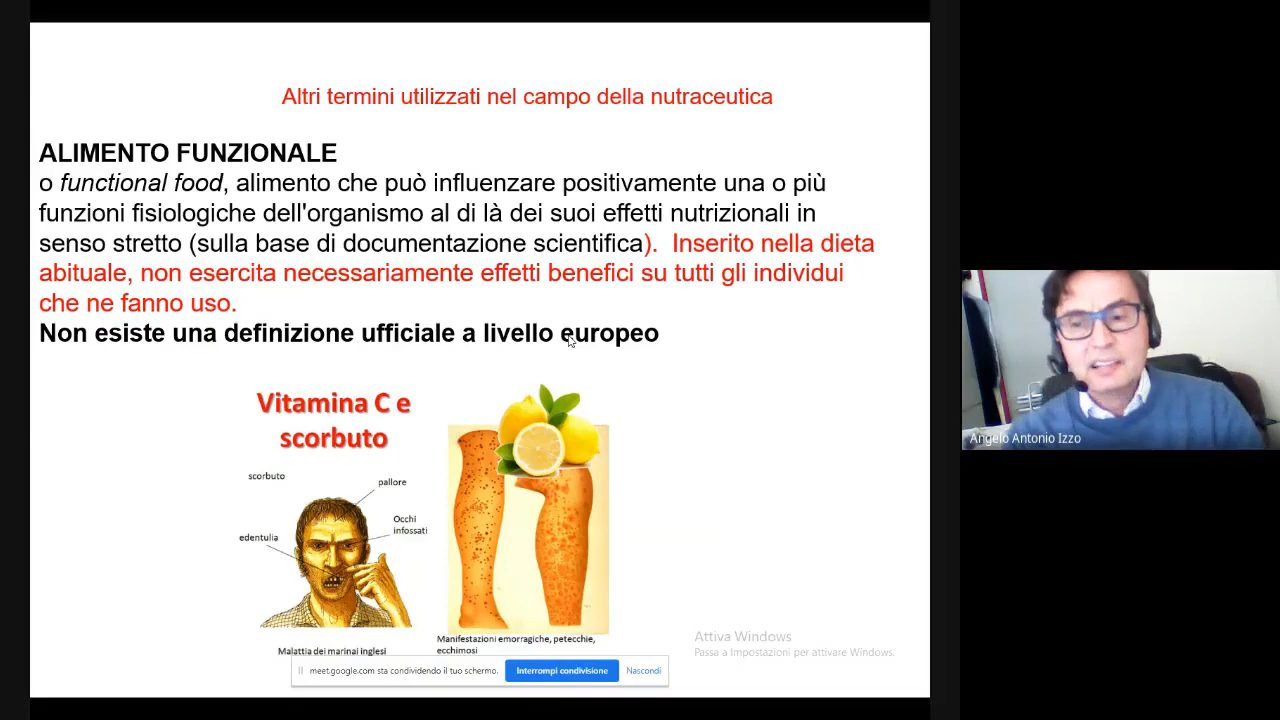 Altri termini utilizzati nel campo della nutraceutica
ALIMENTO FUNZIONALE
o functional food, alimento che può influenzare positivamente una o più
funzioni fisiologiche dell'organismo al di là dei suoi effetti nutrizionali in
senso stretto (sulla base di documentazione scientifica). Inserito nella dieta
abituale, non esercita necessariamente effetti benefici su tutti gli individui
che ne fanno uso.
Non esiste una definizione ufficiale a livello europeo
Vitamina C e
scorbuto
scorbuto
pallore
Occhi
infossati
edentulia
Malattia dei marinai inglesi
Manifestazioni emorragiche, petecchie,
ecchimosi
meet.google.com sta condividendo il tuo schermo.
Interrompi condivisione
Nascondi
Attiva Windows
Passa a Impostazioni per attivare Windows.
Angelo Antonio Izzo